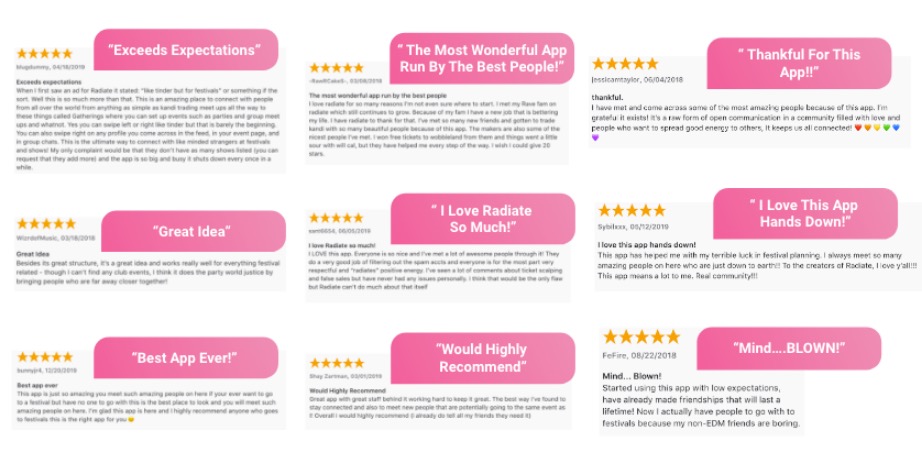 “Exceeds Expectations”
blugdummy, 04/18/2019
Exceeds expectations
When I first saw an ad for Radiate it stated: "like tinder but for festivals" or something if the
sort. Well this is so much more than that. This is an amazing place to connect with people
from all over the world from anything as simple as kandi trading meet ups all the way to
these things called Gatherings where you can set up events such as parties and group meet
ups and whatnot. Yes you can swipe left or right like tinder but that is barely the beginning.
You can also swipe right on any profile you come across in the feed, in your event page, and
in group chats. This is the ultimate way to connect with like minded strangers at festivals
and shows! My only complaint would be that they don't have as many shows listed (you can
request that they add more) and the app is so big and busy it shuts down every once in a
while.
“ The Most Wonderful App
Run By The Best People!”
03/08/2019
The most wonderful app run by the best people
I love radiate for so many reasons I'm not even sure where to start. I met my Rave fam on
radiate which still continues to grow. Because of my fam I have a new job that is bettering
my life. I have radiate to thank for that. I've met so many new friends and gotten to trade
kandi with so many beautiful people because of this app. The makers are also some of the
nicest people I've met. I won free tickets to wobbleland from them and things went a little
sour with will cal, but they have helped me every step of the way. I wish I could give 20
stars.
“ Thankful For This
App!!”
jessicamtaylor, 06/04/2018
thankful.
I have met and come across some of the most amazing people because of this app. I'm
grateful it exists! It's a raw form of open communication in a community filled with love and
people who want to spread good energy to others, It keeps us all connected! ❤️🧡💛💚💙
💜
“Great Idea”
WizrdofMusic, 03/18/2019
Great Idea
Besides its great structure, it's a great idea and works really well for everything festival
related - though i can't find any club events, i think it does the party world justice by
bringing people who are far away closer together!
“ I Love Radiate
So Much!”
sam6654, 06/05/2019
I love Radiate so much!
I LOVE this app. Everyone is so nice and I've met a lot of awesome people through it! They
do a very good job of filtering out the spam accts and everyone is for the most part very
respectful and "radiates" positive energy. I've seen a lot of comments about ticket scalping
and false sales but have never had any issues personally. I think that would be the only flaw
but Radiate can't do much about that itself
“ I Love This App
Hands Down!”
Sybilxxx, 05/12/2019
I love this app hands down!
This app has helped me with my terrible luck in festival planning. I always meet so many
amazing people on here who are just down to earth!! To the creators of Radiate, I love y'all!!!
This app means a lot to me. Real community!!!
“Best App Ever!”
12/20/2018
Best app ever
This app is just so amazing you meet such amazing people on here if your ever want to go
to a festival but have no one to go with this is the best place to look and you will meet such
amazing people on here. I'm glad this app is here and I highly recommend anyone who goes
to festivals this is the right app for you 😊
“Would Highly
Recommend”
Shay Zartman, 03/01/2019
Would Highly Recommend
Great app with great staff behind it working hard to keep it great. The best way I've found to
stay connected and also to meet new people that are potentially going to the same event as
I! Overall I would highly recommend (I already do tell all my friends they need it)
“Mind....BLOWN!”
FeFire, 08/22/2018
Mind... Blown!
Started using this app with low expectations,
have already made friendships that will last a
lifetime! Now I actually have people to go with to
festivals because my non-EDM friends are boring.